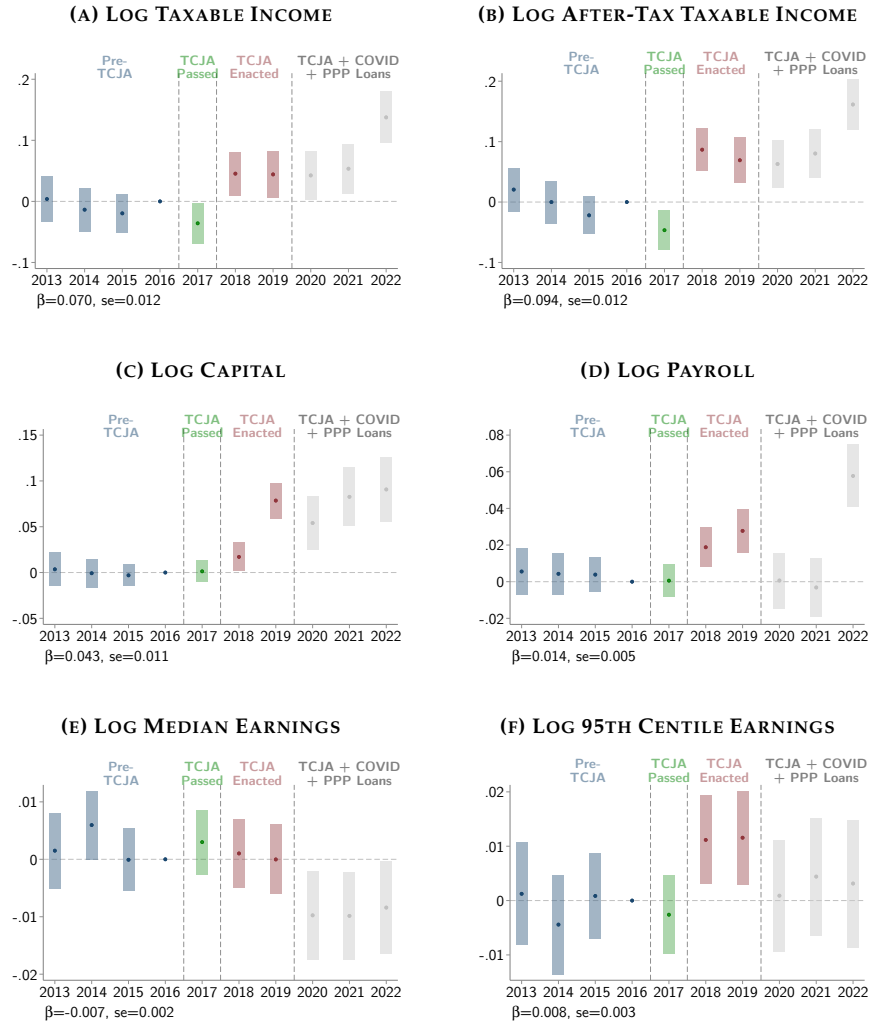 (A) LOG TAXABLE INCOME
Pre-
TCJA
TCJA
Passed
TCJA
Enacted
TCJA + COVID
+ PPP Loans
.2
.1
0
-.1
2013 2014 2015 2016 2017 2018 2019 2020 2021 2022
β=0.070, se=0.012
(B) LOG AFTER-TAX TAXABLE INCOME
Pre-
TCJA
TCJA
Passed
TCJA
Enacted
TCJA + COVID
+ PPP Loans
.2
.1
0
-.1
2013 2014 2015 2016 2017 2018 2019 2020 2021 2022
β=0.094, se=0.012
(C) LOG CAPITAL
Pre-
TCJA
TCJA
Passed
TCJA
Enacted
TCJA + COVID
+ PPP Loans
.15
.1
.05
0
-.05
2013 2014 2015 2016 2017 2018 2019 2020 2021 2022
β=0.043, se=0.011
(D) LOG PAYROLL
Pre-
TCJA
TCJA
Passed
TCJA
Enacted
TCJA + COVID
+ PPP Loans
.08
.06
.04
.02
0
-.02
2013 2014 2015 2016 2017 2018 2019 2020 2021 2022
β=0.014, se=0.005
(E) LOG MEDIAN EARNINGS
Pre-
TCJA
TCJA
Passed
TCJA
Enacted
TCJA + COVID
+ PPP Loans
.01
0
-.01
-.02
2013 2014 2015 2016 2017 2018 2019 2020 2021 2022
β=-0.007, se=0.002
(F) LOG 95TH CENTILE EARNINGS
Pre-
TCJA
TCJA
Passed
TCJA
Enacted
TCJA + COVID
+ PPP Loans
.02
.01
0
-.01
2013 2014 2015 2016 2017 2018 2019 2020 2021 2022
β=0.008, se=0.003